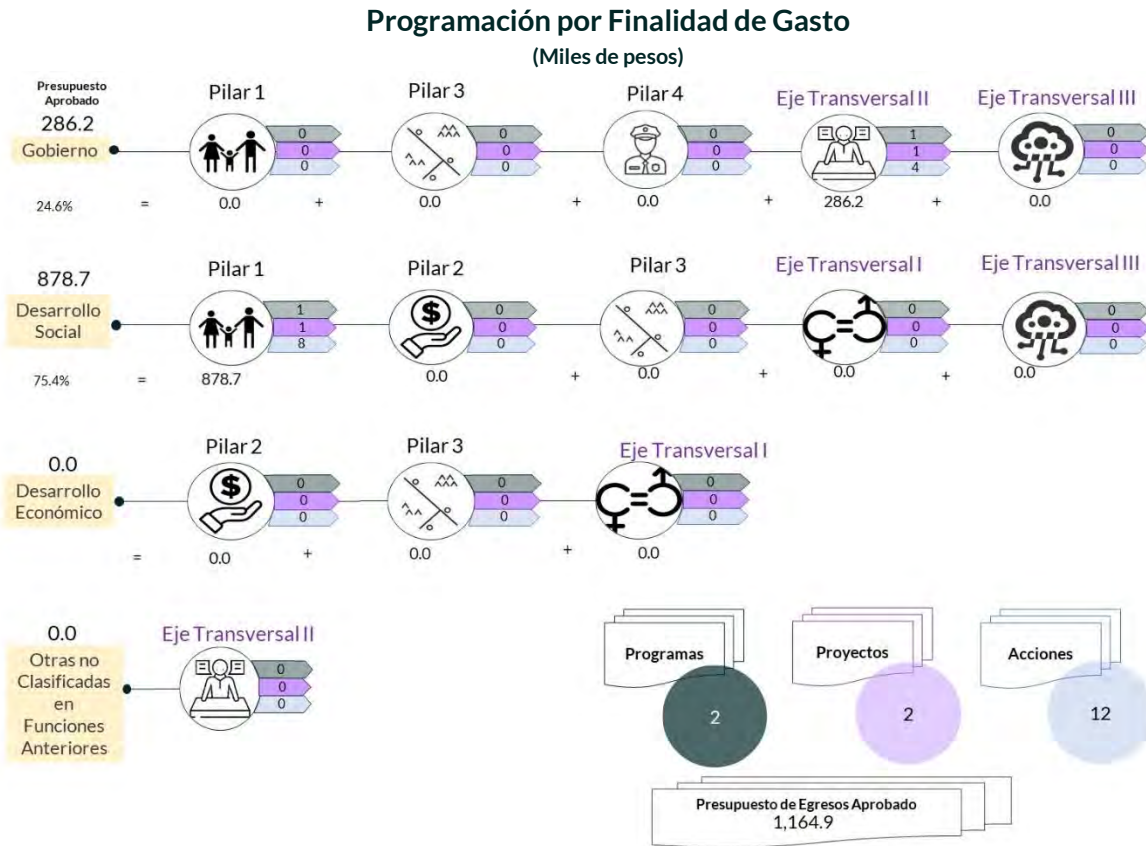 Programación por Finalidad de Gasto
(Miles de pesos)
Presupuesto
Aprobado
286.2
Gobierno
24.6%
=
Pilar 1
0
0
0
0.0
+
Pilar 3
0
0
0
0.0
+
Pilar 4
0
0
0
0.0
+
Eje Transversal II
1
1
4
286.2
+
Eje Transversal III
0
0
0
0.0
878.7
Desarrollo
Social
75.4%
=
Pilar 1
1
1
8
878.7
Pilar 2
$
0
0
0
0.0
+
Pilar 3
0
0
0
0.0
+
Eje Transversal I
0
0
0
0.0
+
Eje Transversal III
0
0
0
0.0
0.0
Desarrollo
Económico
=
Pilar 2
$
0
0
0
0.0
+
Pilar 3
0
0
0
0.0
+
Eje Transversal I
0
0
0
0.0
0.0
Otras no
Clasificadas
en
Funciones
Anteriores
Eje Transversal II
0
0
0
Programas
2
Proyectos
2
Acciones
12
Presupuesto de Egresos Aprobado
1,164.9